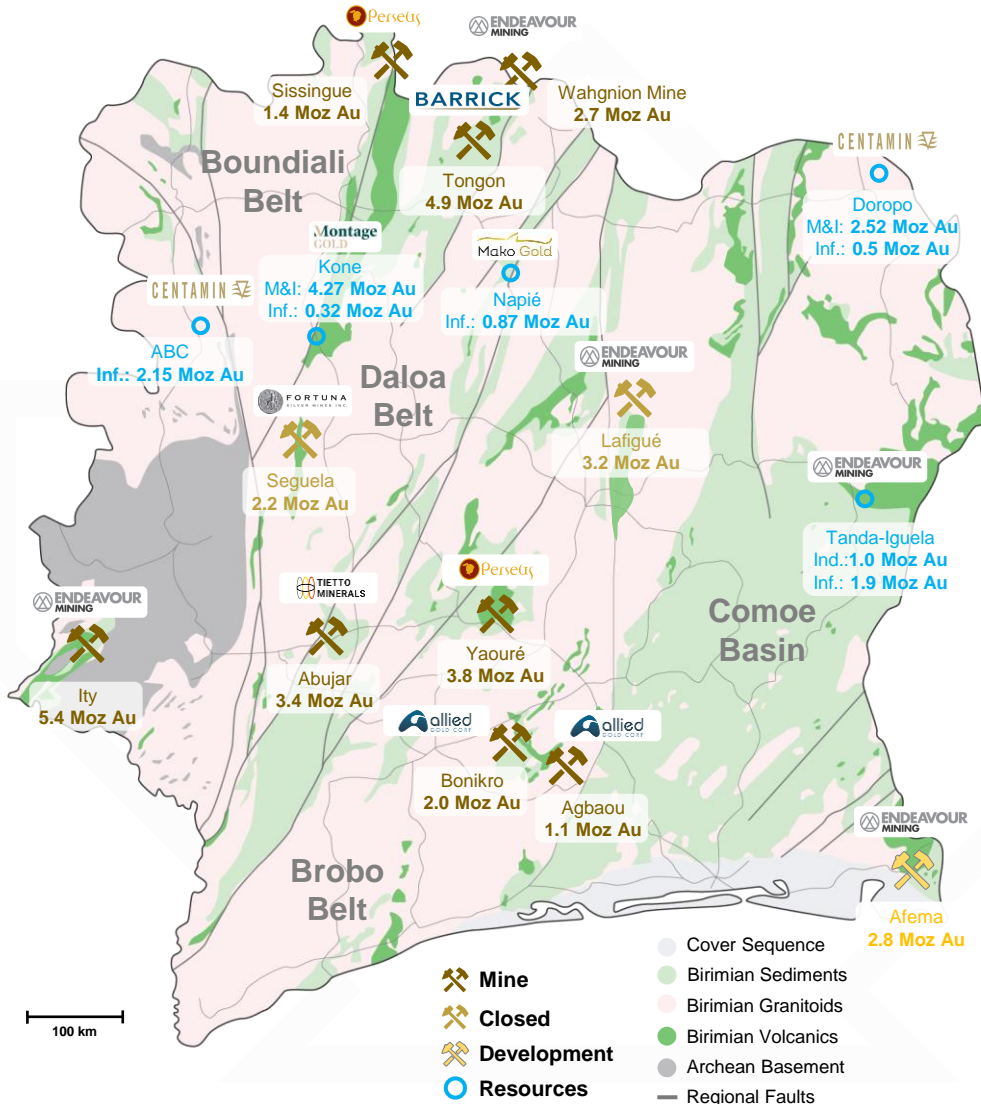 Perseus
ENDEAVOUR
MINING
Sissingue
1.4 Moz Au
BARRICK
Wahgnion Mine
2.7 Moz Au
Tongon
4.9 Moz Au
Boundiali
Belt
CENTAMIN
Doropo
M&I: 2.52 Moz Au
Inf.: 0.5 Moz Au
Montage
GOLD
Kone
M&I: 4.27 Moz Au
Inf.: 0.32 Moz Au
Mako Gold
Napié
Inf.: 0.87 Moz Au
CENTAMIN
ABC
Inf.: 2.15 Moz Au
Daloa
Belt
ENDEAVOUR
MINING
Lafigué
3.2 Moz Au
FORTUNA
SILVER MINES INC.
Seguela
2.2 Moz Au
ENDEAVOUR
MINING
Tanda-Iguela
Ind.:1.0 Moz Au
Inf.: 1.9 Moz Au
ENDEAVOUR
MINING
Ity
5.4 Moz Au
TIETTO
MINERALS
Abujar
3.4 Moz Au
Perseus
Yaouré
3.8 Moz Au
Comoe
Basin
allied
GOLD CORP
Bonikro
2.0 Moz Au
allied
GOLD CORP
Agbaou
1.1 Moz Au
Brobo
Belt
ENDEAVOUR
MINING
Afema
2.8 Moz Au
100 km
Mine
Closed
Development
Resources
Cover Sequence
Birimian Sediments
Birimian Granitoids
Birimian Volcanics
Archean Basement
Regional Faults